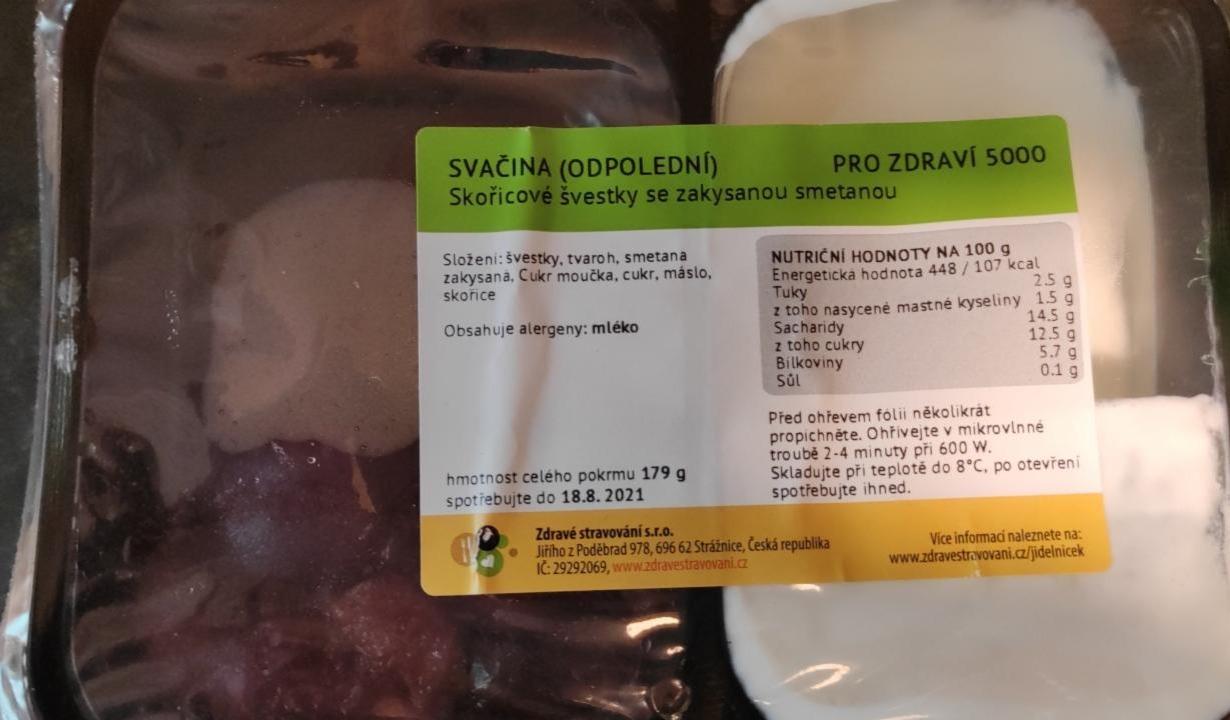 SVAČINA (ODPOLEDNÍ)
PRO ZDRAVÍ 5000
Skořicové švestky se zakysanou smetanou
Složení: švestky, tvaroh, smetana
zakysaná, Cukr moučka, cukr, máslo,
skořice
Obsahuje alergeny: mléko
hmotnost celého pokrmu 179 g
spotřebujte do 18.8. 2021
NUTRIČNÍ HODNOTY NA 100 g
Energetická hodnota 448 / 107 kcal
Tuky 2.5 g
z toho nasycené mastné kyseliny 1.5 g
Sacharidy 14.5 g
z toho cukry 12.5 g
Bílkoviny 5.7 g
Sůl 0.1 g
Před ohřevem fólii několikrát
propichněte. Ohřívejte v mikrovlnné
troubě 2-4 minuty při 600 W.
Skladujte při teplotě do 8°C, po otevření
spotřebujte ihned.
Zdravé stravování s.r.o.
Jiřího z Poděbrad 978, 696 62 Strážnice, Česká republika
IČ: 29292069, www.zdravestravovani.cz
Více informací naleznete na:
www.zdravestravovani.cz/jidelnicek